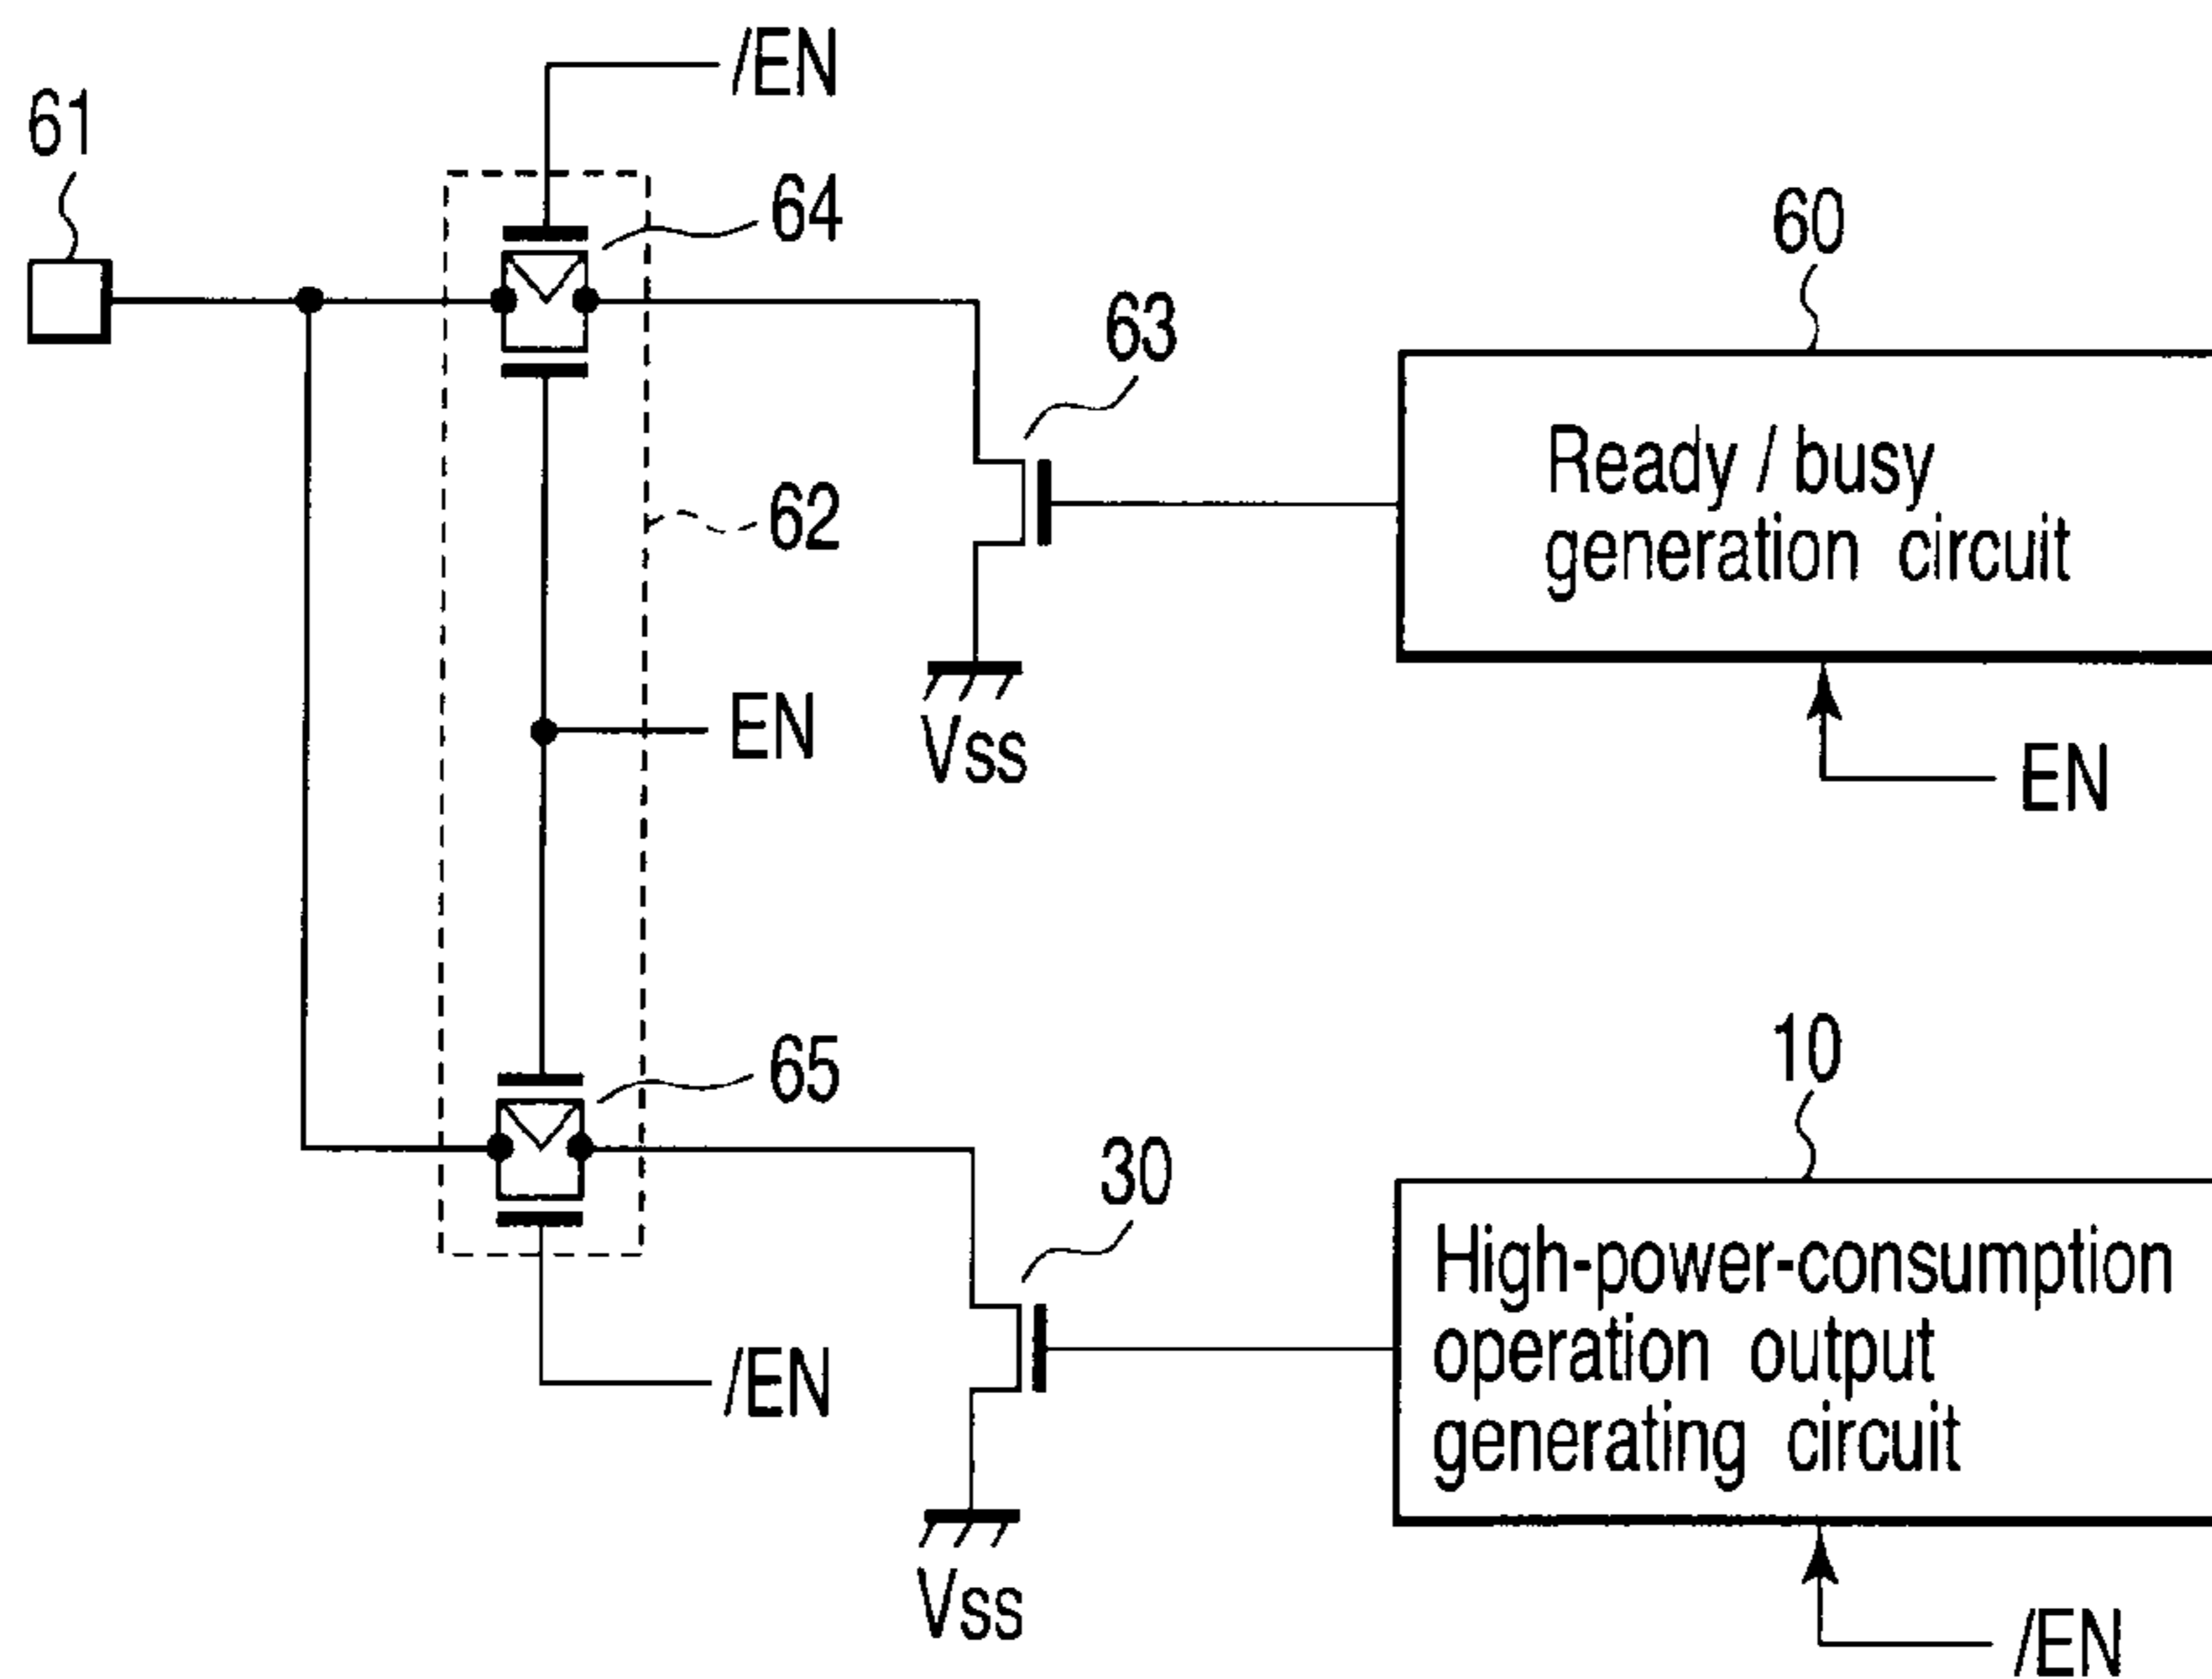 /EN
61
64
60
63
Ready / busy
generation circuit
62
EN
Vss
EN
10
65
30
High-power-consumption
operation output
generating circuit
/EN
Vss
/EN